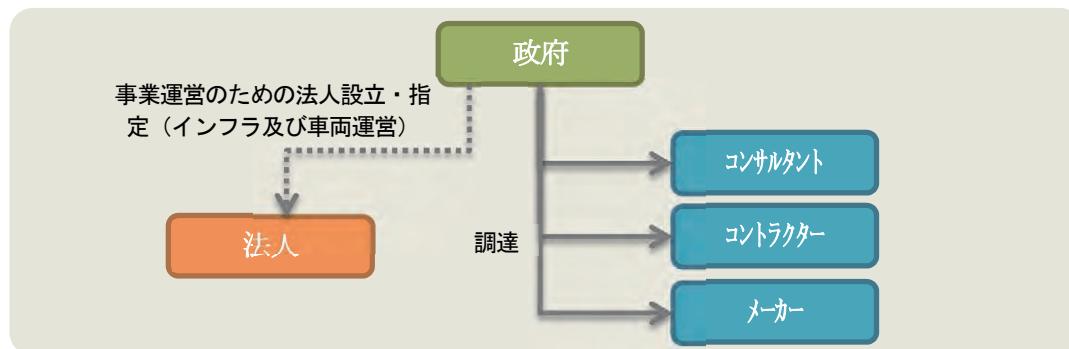 政府
事業運営のための法人設立・指
定（インフラ及び車両運営）
コンサルタント
法人
調達
コントラクター
メーカー